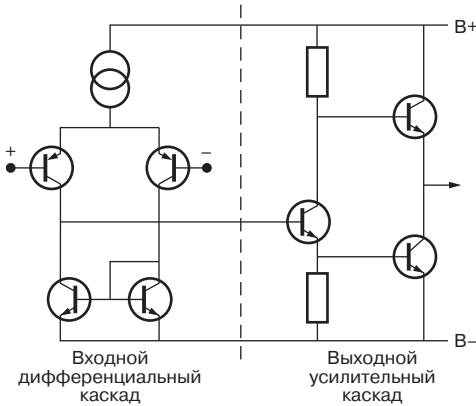 B+
+
–
B–
Входной
дифференциальный
каскад
Выходной
усилительный
каскад